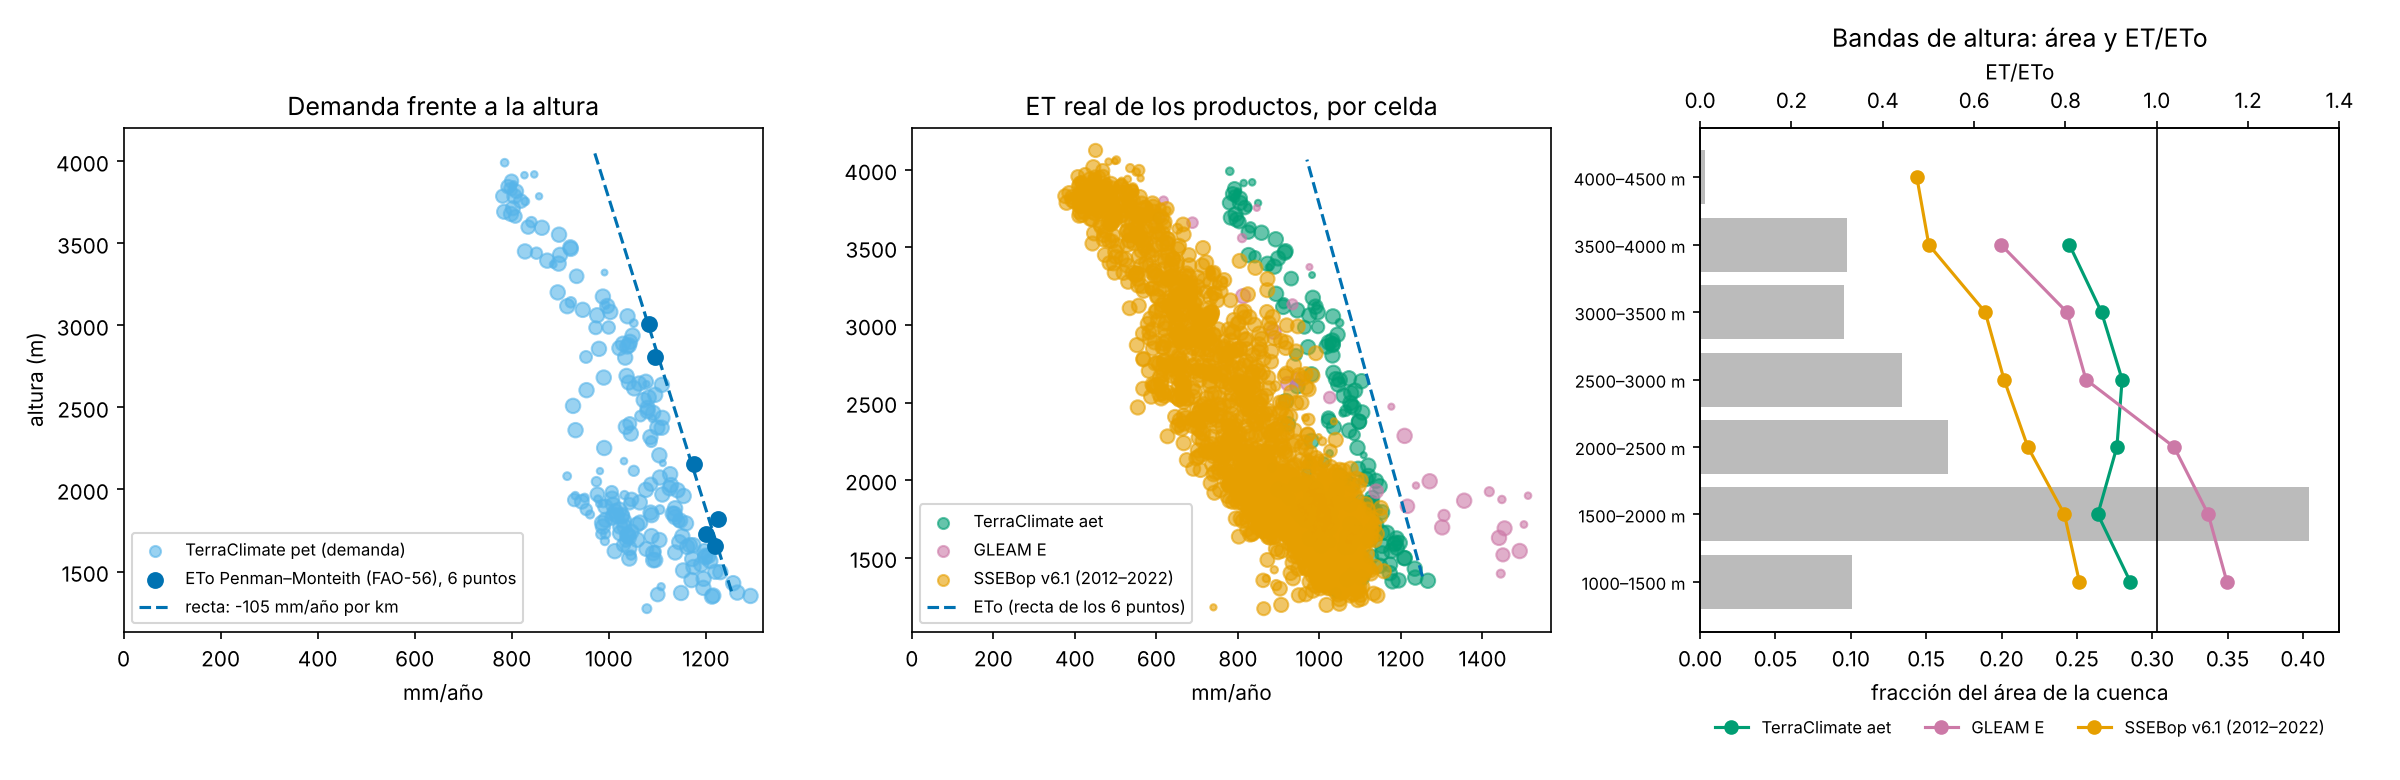 Demanda frente a la altura
altura (m)
4000
3500
3000
2500
2000
1500
TerraClimate pet (demanda)
ETo Penman–Monteith (FAO-56), 6 puntos
recta: -105 mm/año por km
0 200 400 600 800 1000 1200
mm/año
ET real de los productos, por celda
4000
3500
3000
2500
2000
1500
TerraClimate aet
GLEAM E
SSEBop v6.1 (2012–2022)
ETo (recta de los 6 puntos)
0 200 400 600 800 1000 1200 1400
mm/año
Bandas de altura: área y ET/ETo
ET/ETo
0.0 0.2 0.4 0.6 0.8 1.0 1.2 1.4
4000–4500 m
3500–4000 m
3000–3500 m
2500–3000 m
2000–2500 m
1500–2000 m
1000–1500 m
0.00 0.05 0.10 0.15 0.20 0.25 0.30 0.35 0.40
fracción del área de la cuenca
TerraClimate aet GLEAM E SSEBop v6.1 (2012–2022)